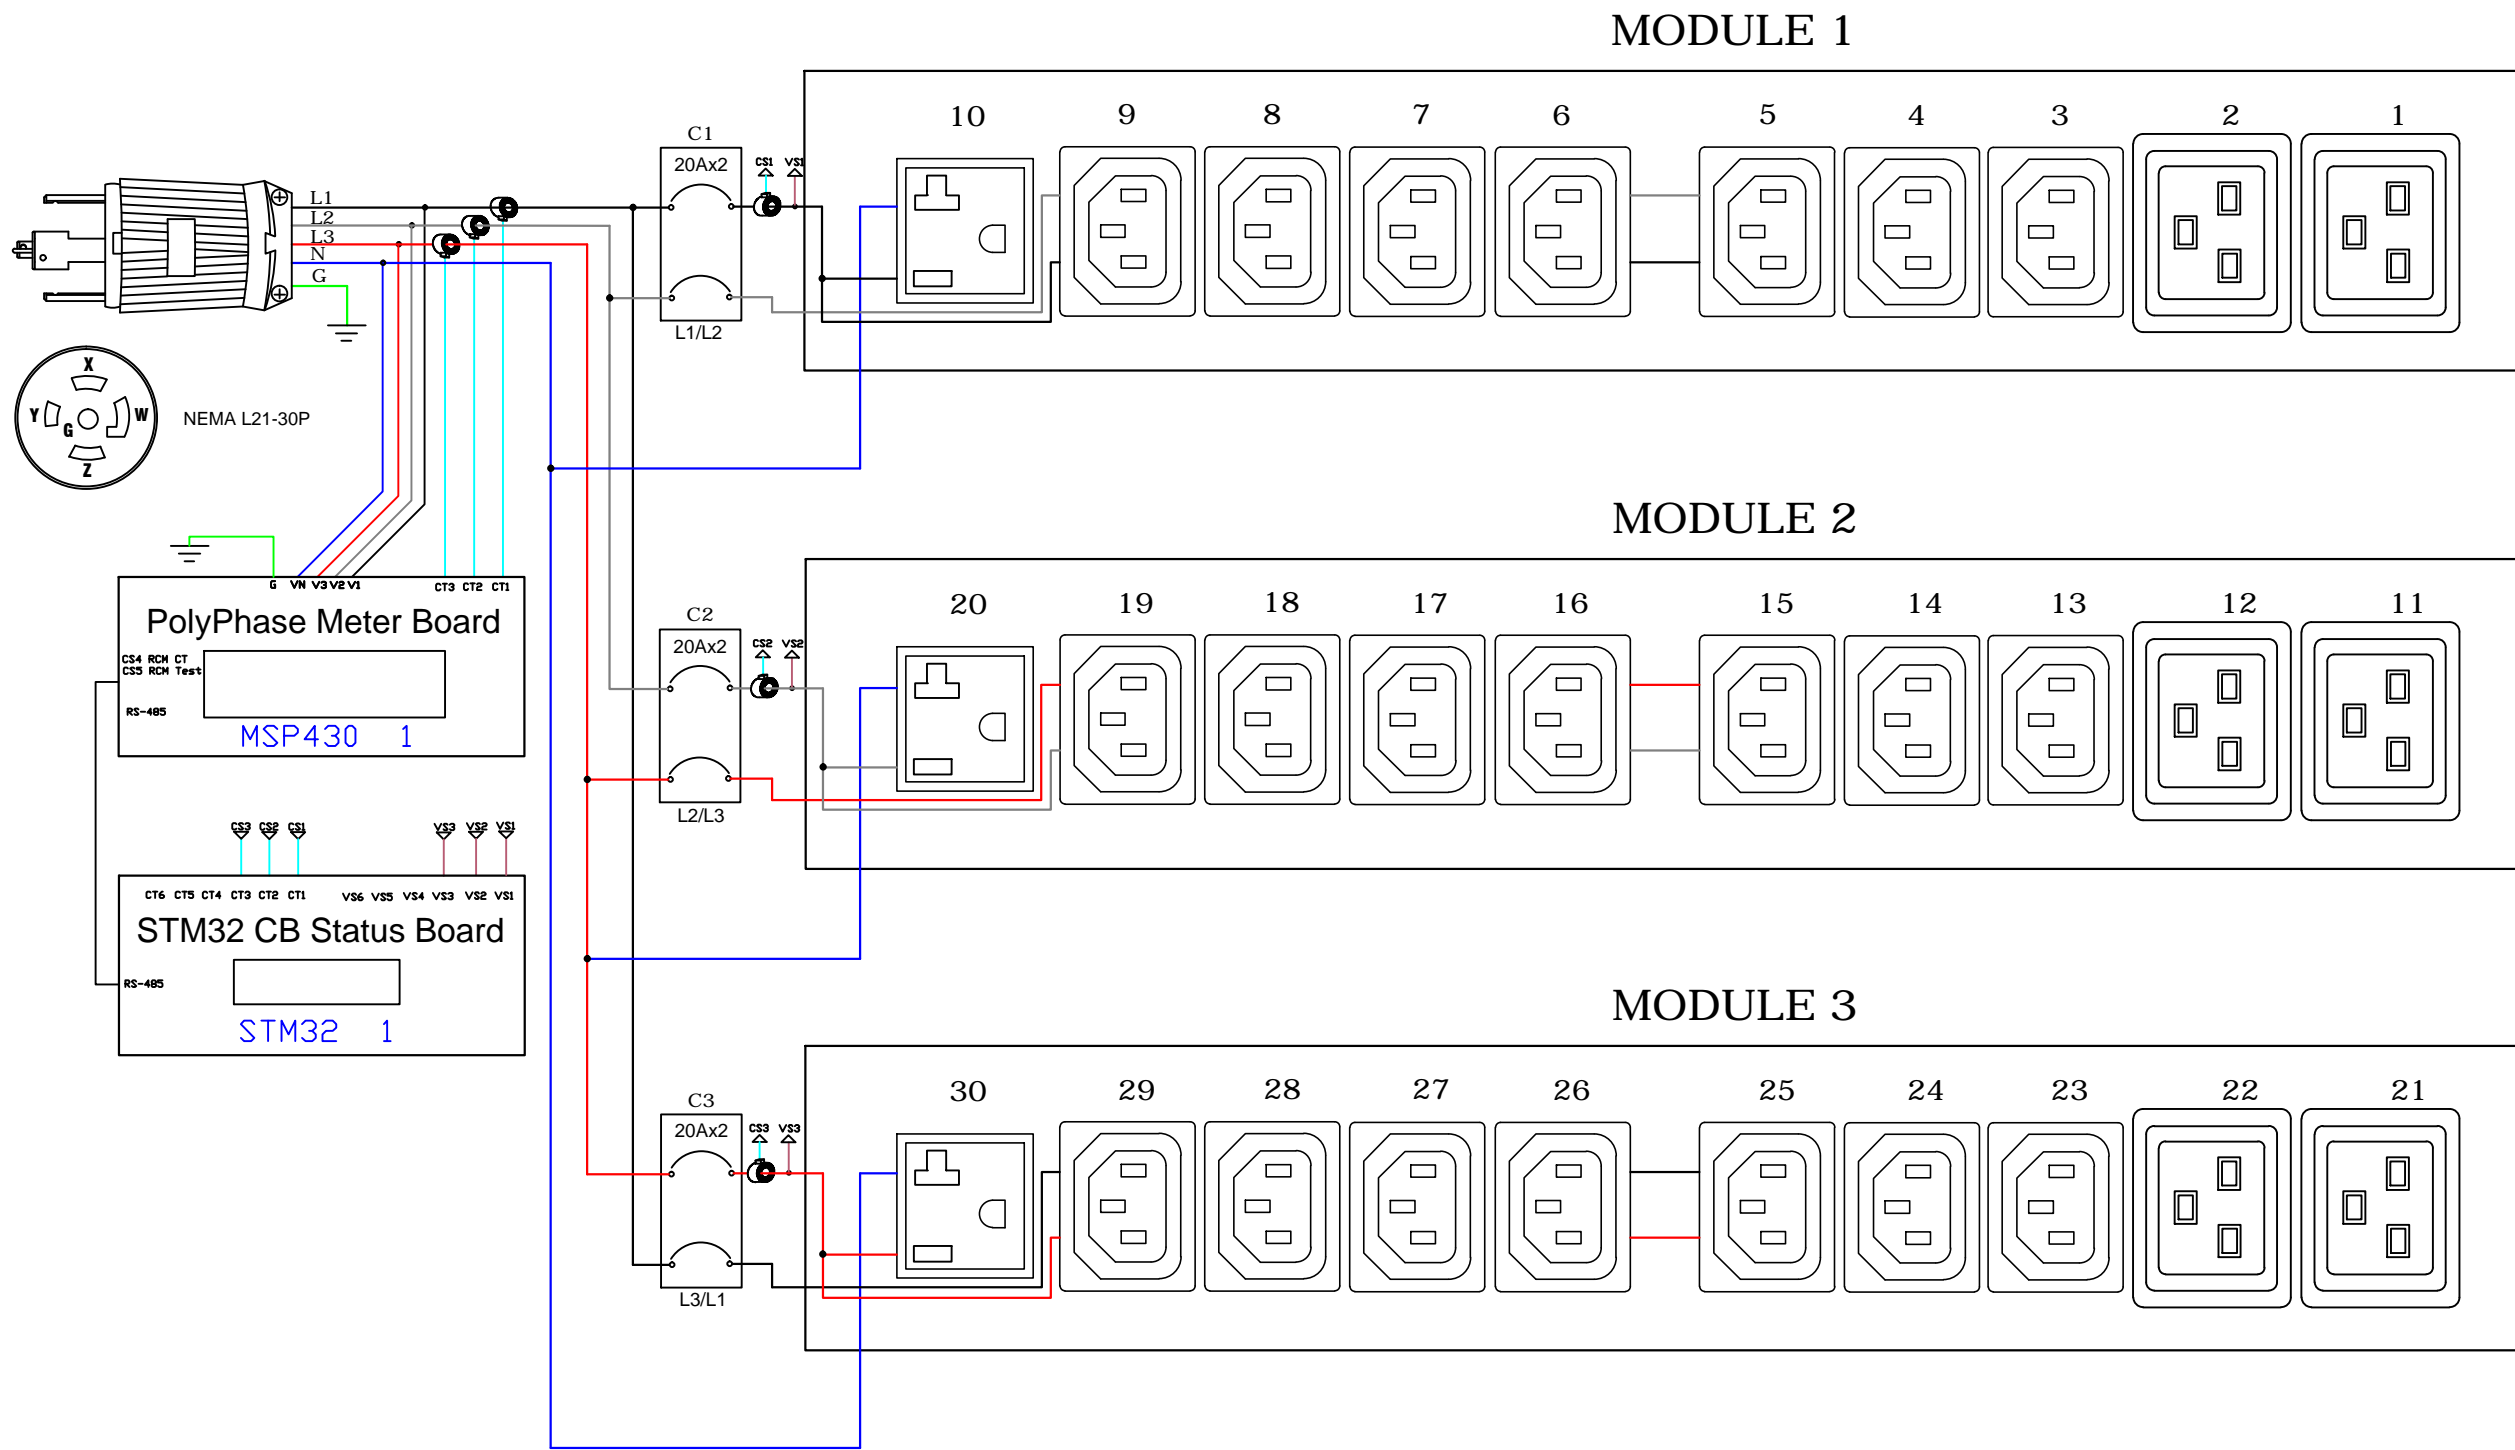 MODULE 1
10 9 8 7 6 5 4 3 2 1
C1
20Ax2
CS1 VS1
L1/L2
L1
L2
L3
N
G
X
Y W
G
Z
NEMA L21-30P
G VN V3 V2 V1 CT3 CT2 CT1
PolyPhase Meter Board
CS4 RCM CT
CS5 RCM Test
RS-485
MSP430 1
MODULE 2
20 19 18 17 16 15 14 13 12 11
C2
20Ax2
CS2 VS2
L2/L3
CS3 CS2 CS1 VS3 VS2 VS1
CT6 CT5 CT4 CT3 CT2 CT1 VS6 VS5 VS4 VS3 VS2 VS1
STM32 CB Status Board
RS-485
STM32 1
MODULE 3
30 29 28 27 26 25 24 23 22 21
C3
20Ax2
CS3 VS3
L3/L1